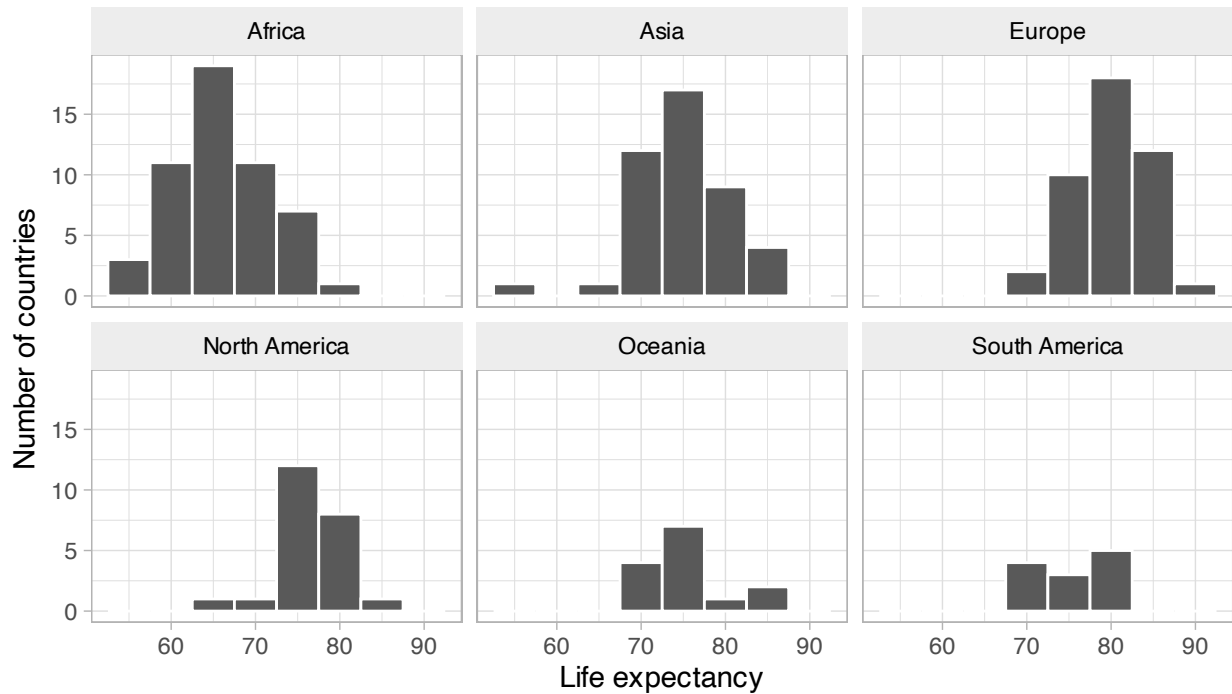 Africa
Asia
Europe
15
10
5
0
North America
Oceania
South America
15
10
5
0
60 70 80 90
60 70 80 90
60 70 80 90
Life expectancy
Number of countries